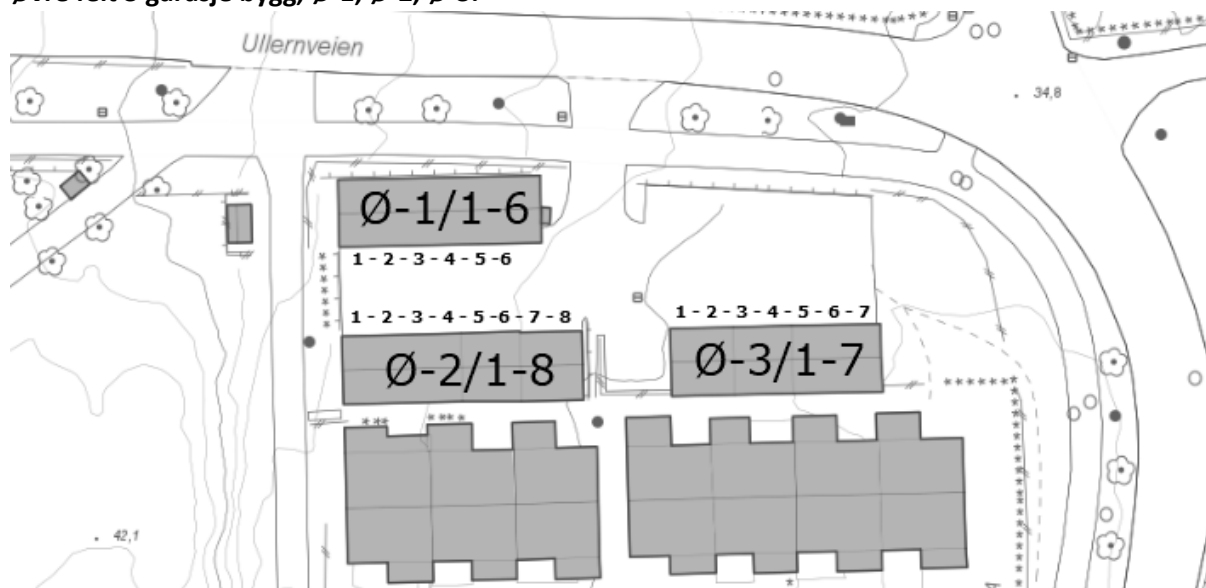 Ullernveien
34,8
Ø-1/1-6
1 - 2 - 3 - 4 - 5 -6
1 - 2 - 3 - 4 - 5 -6 - 7 - 8
1 - 2 - 3 - 4 - 5 - 6 - 7
Ø-2/1-8
Ø-3/1-7
42,1